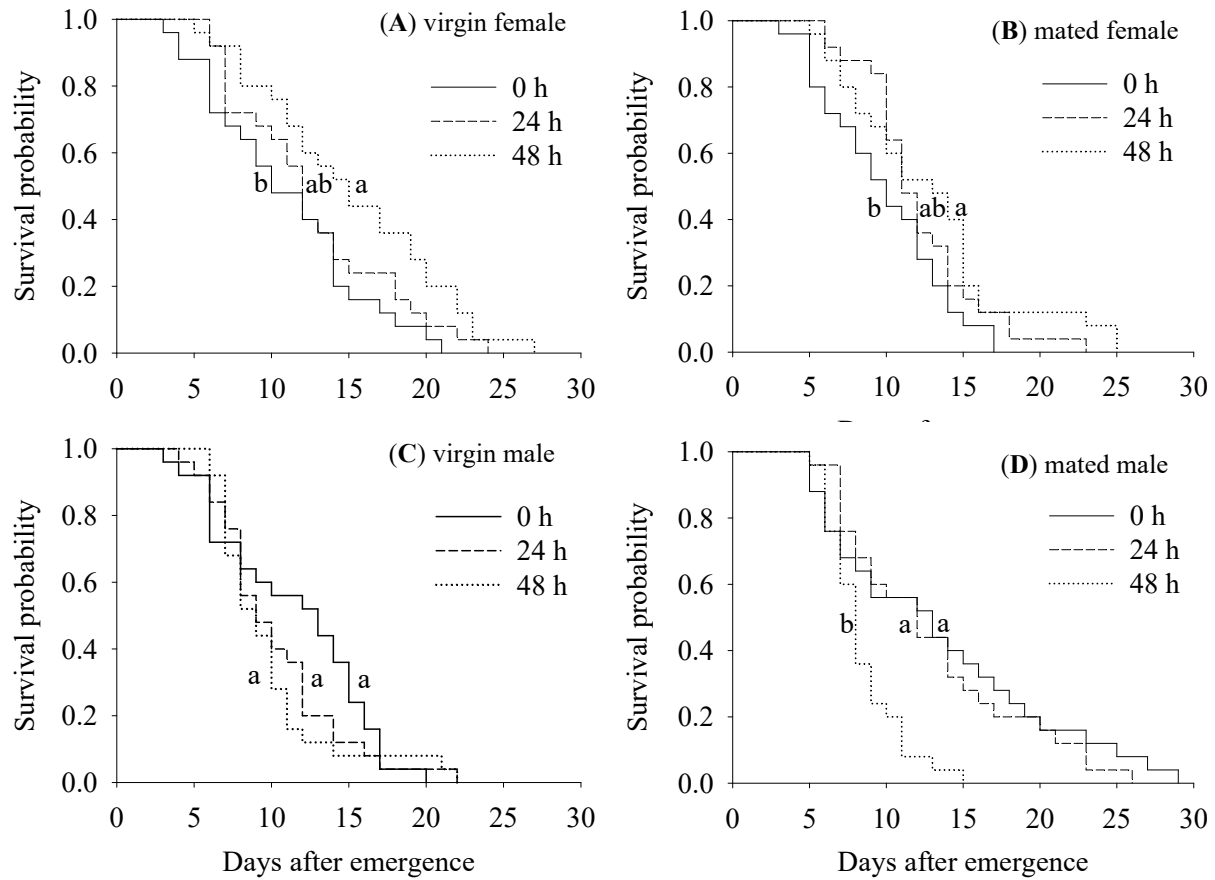 (A) virgin female
0 h
24 h
48 h
b ab a
Survival probability
1.0
0.8
0.6
0.4
0.2
0.0
0 5 10 15 20 25 30
(B) mated female
0 h
24 h
48 h
b ab a
Survival probability
1.0
0.8
0.6
0.4
0.2
0.0
0 5 10 15 20 25 30
(C) virgin male
0 h
24 h
48 h
a a a
Survival probability
1.0
0.8
0.6
0.4
0.2
0.0
0 5 10 15 20 25 30
Days after emergence
(D) mated male
0 h
24 h
48 h
b a a
Survival probability
1.0
0.8
0.6
0.4
0.2
0.0
0 5 10 15 20 25 30
Days after emergence